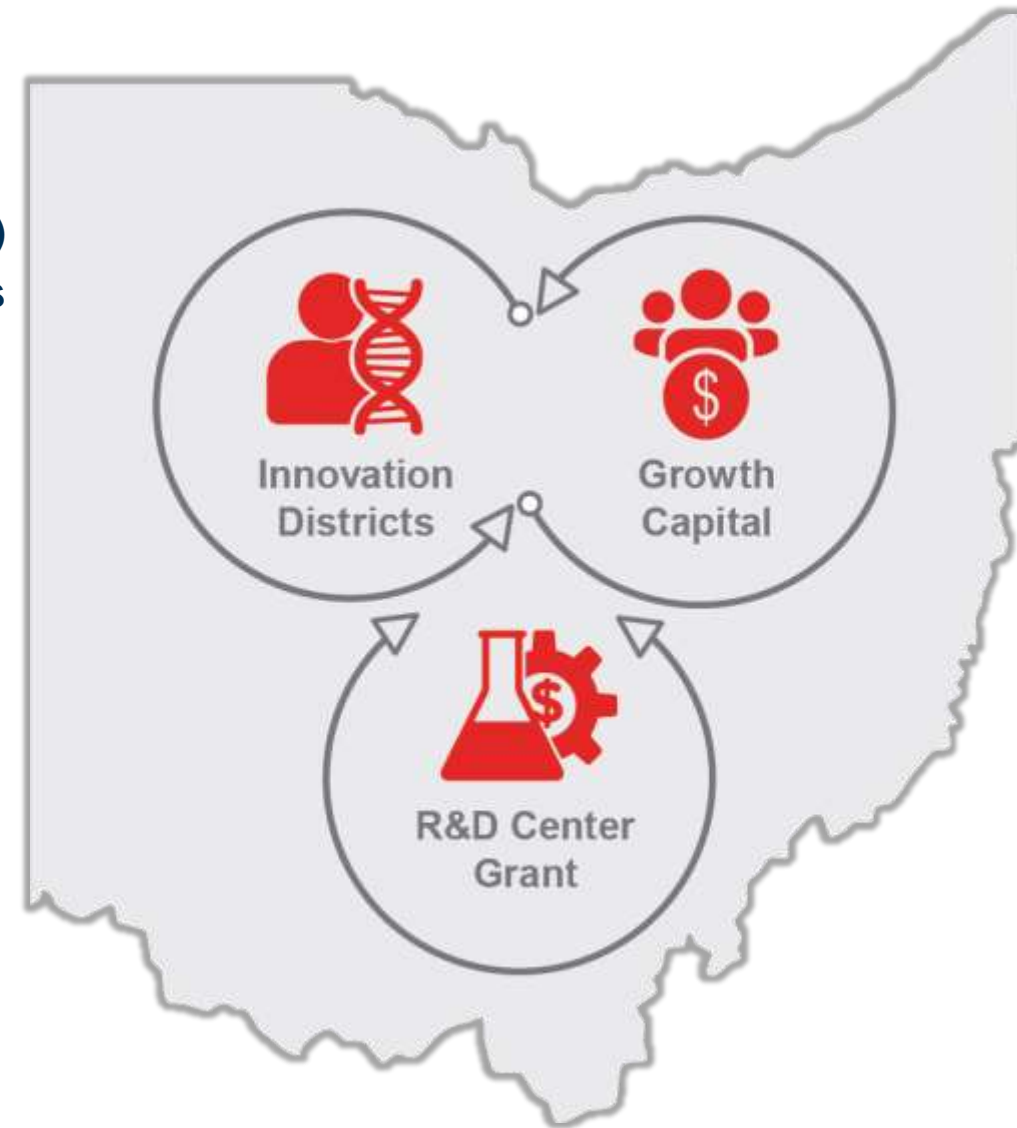 )
s
$
Innovation
Districts
$
Growth
Capital
$
R&D Center
Grant